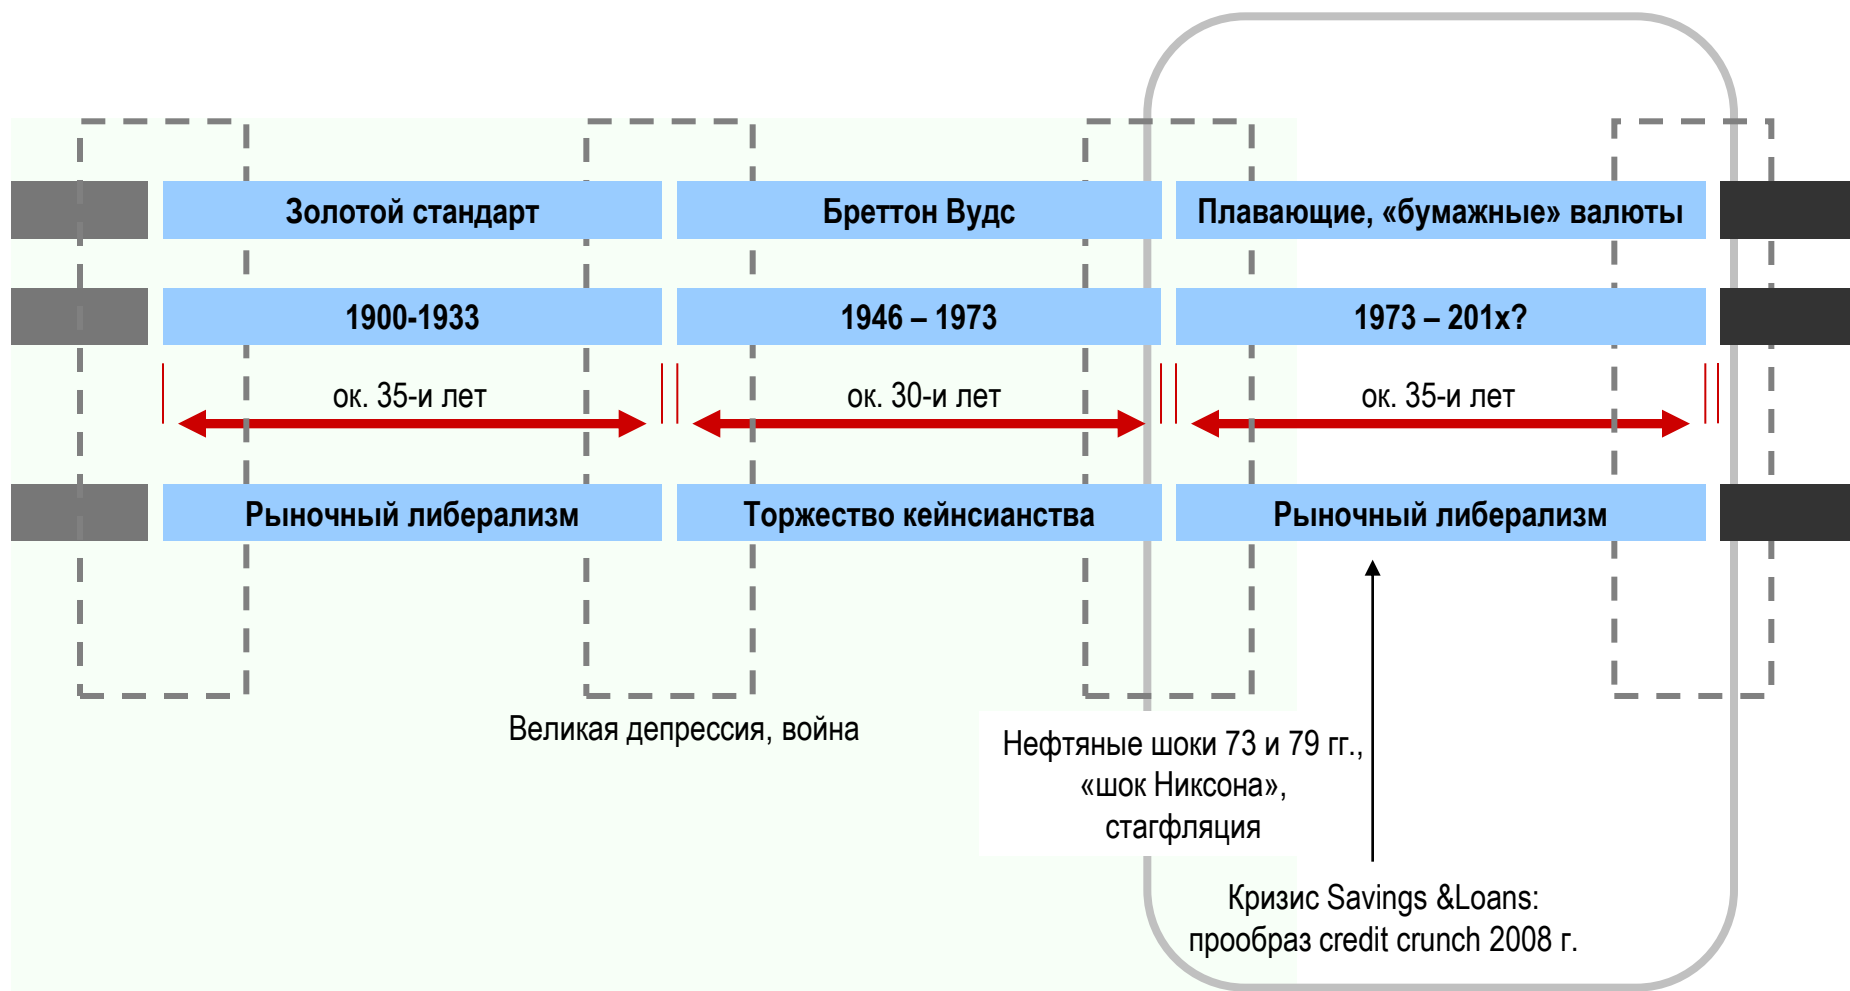 Золотой стандарт
Бреттон Вудс
Плавающие, «бумажные» валюты
1900-1933
1946 – 1973
1973 – 201x?
ок. 35-и лет
ок. 30-и лет
ок. 35-и лет
Рыночный либерализм
Торжество кейнсианства
Рыночный либерализм
Великая депрессия, война
Нефтяные шоки 73 и 79 гг.,
«шок Никсона»,
стагфляция
Кризис Savings &Loans:
прообраз credit crunch 2008 г.